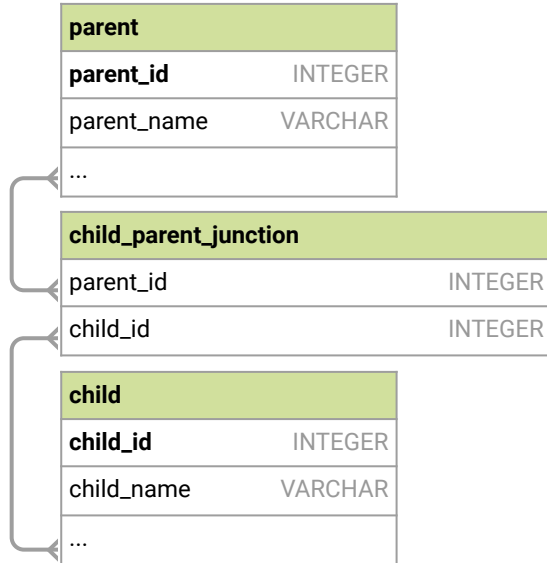 parent
parent_id INTEGER
parent_name VARCHAR
...
child_parent_junction
parent_id INTEGER
child_id INTEGER
child
child_id INTEGER
child_name VARCHAR
...